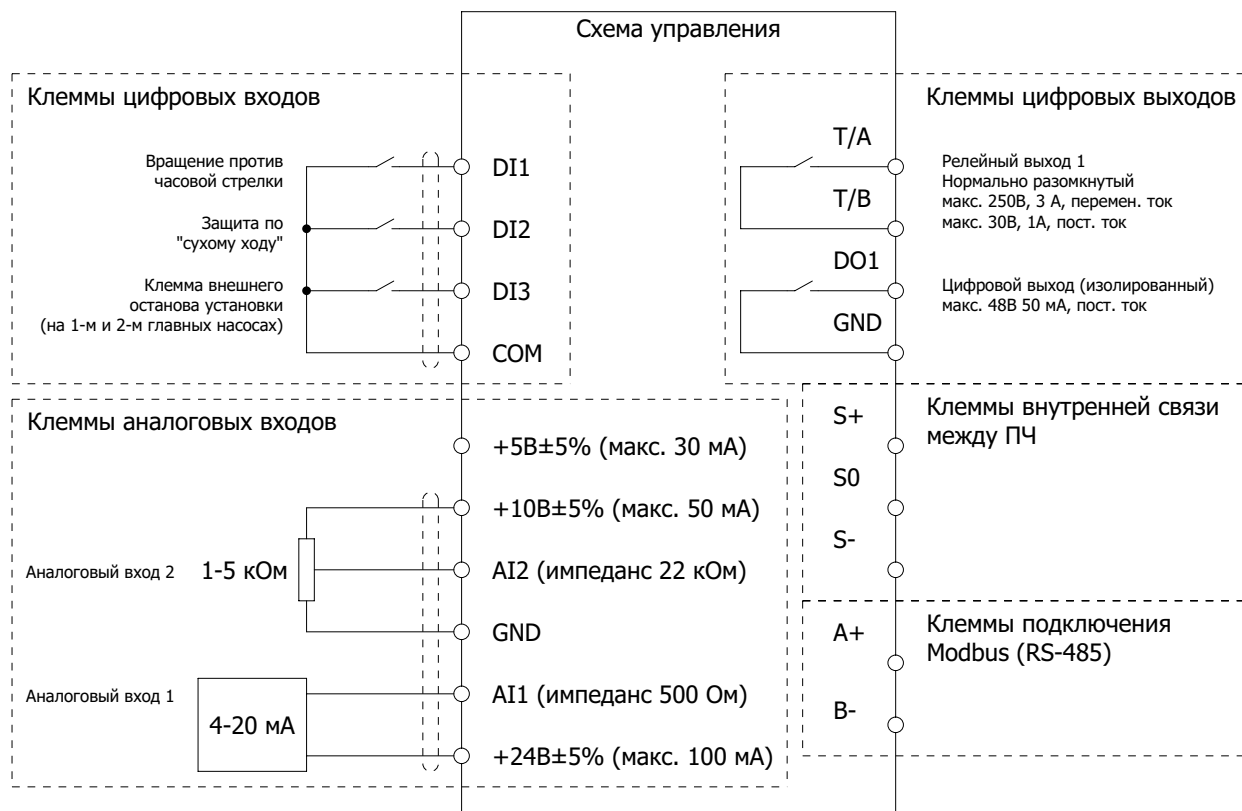 Схема управления
Клеммы цифровых входов
Вращение против
часовой стрелки
DI1
Защита по
"сухому ходу"
DI2
Клемма внешнего
останова установки
(на 1-м и 2-м главных насосах)
DI3
COM
Клеммы цифровых выходов
T/A
T/B
Релейный выход 1
Нормально разомкнутый
макс. 250В, 3 А, перемен. ток
макс. 30В, 1А, пост. ток
DO1
GND
Цифровой выход (изолированный)
макс. 48В 50 мА, пост. ток
Клеммы аналоговых входов
+5В±5% (макс. 30 мА)
+10В±5% (макс. 50 мА)
Аналоговый вход 2
1-5 кОм
AI2 (импеданс 22 кОм)
GND
Аналоговый вход 1
4-20 мА
AI1 (импеданс 500 Ом)
+24В±5% (макс. 100 мА)
S+
S0
S-
Клеммы внутренней связи
между ПЧ
A+
B-
Клеммы подключения
Modbus (RS-485)